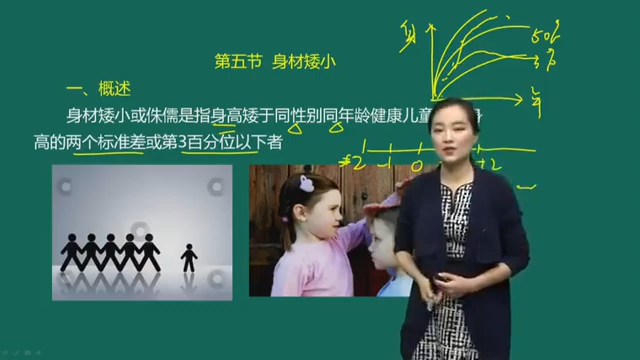 第五节 身材矮小
一、概述
身材矮小或侏儒是指身高矮于同性别同年龄健康儿童
身
高的两个标准差或第3百分位以下者
身
50%
3%
年
-2 -1 0 +2